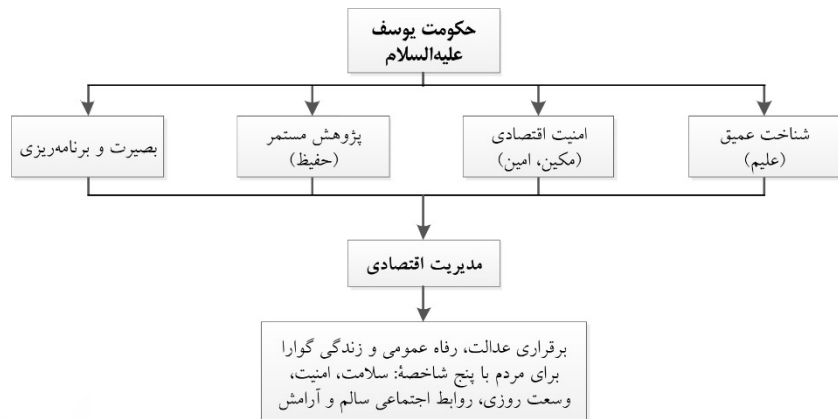 حکومت یوسف
علیه‌السلام
شناخت عمیق
(علیم)
امنیت اقتصادی
(مکین، امین)
پژوهش مستمر
(حفیظ)
بصیرت و برنامه‌ریزی
مدیریت اقتصادی
برقراری عدالت، رفاه عمومی و زندگی گوارا
برای مردم با پنج شاخصهٔ: سلامت، امنیت،
وسعت روزی، روابط اجتماعی سالم و آرامش